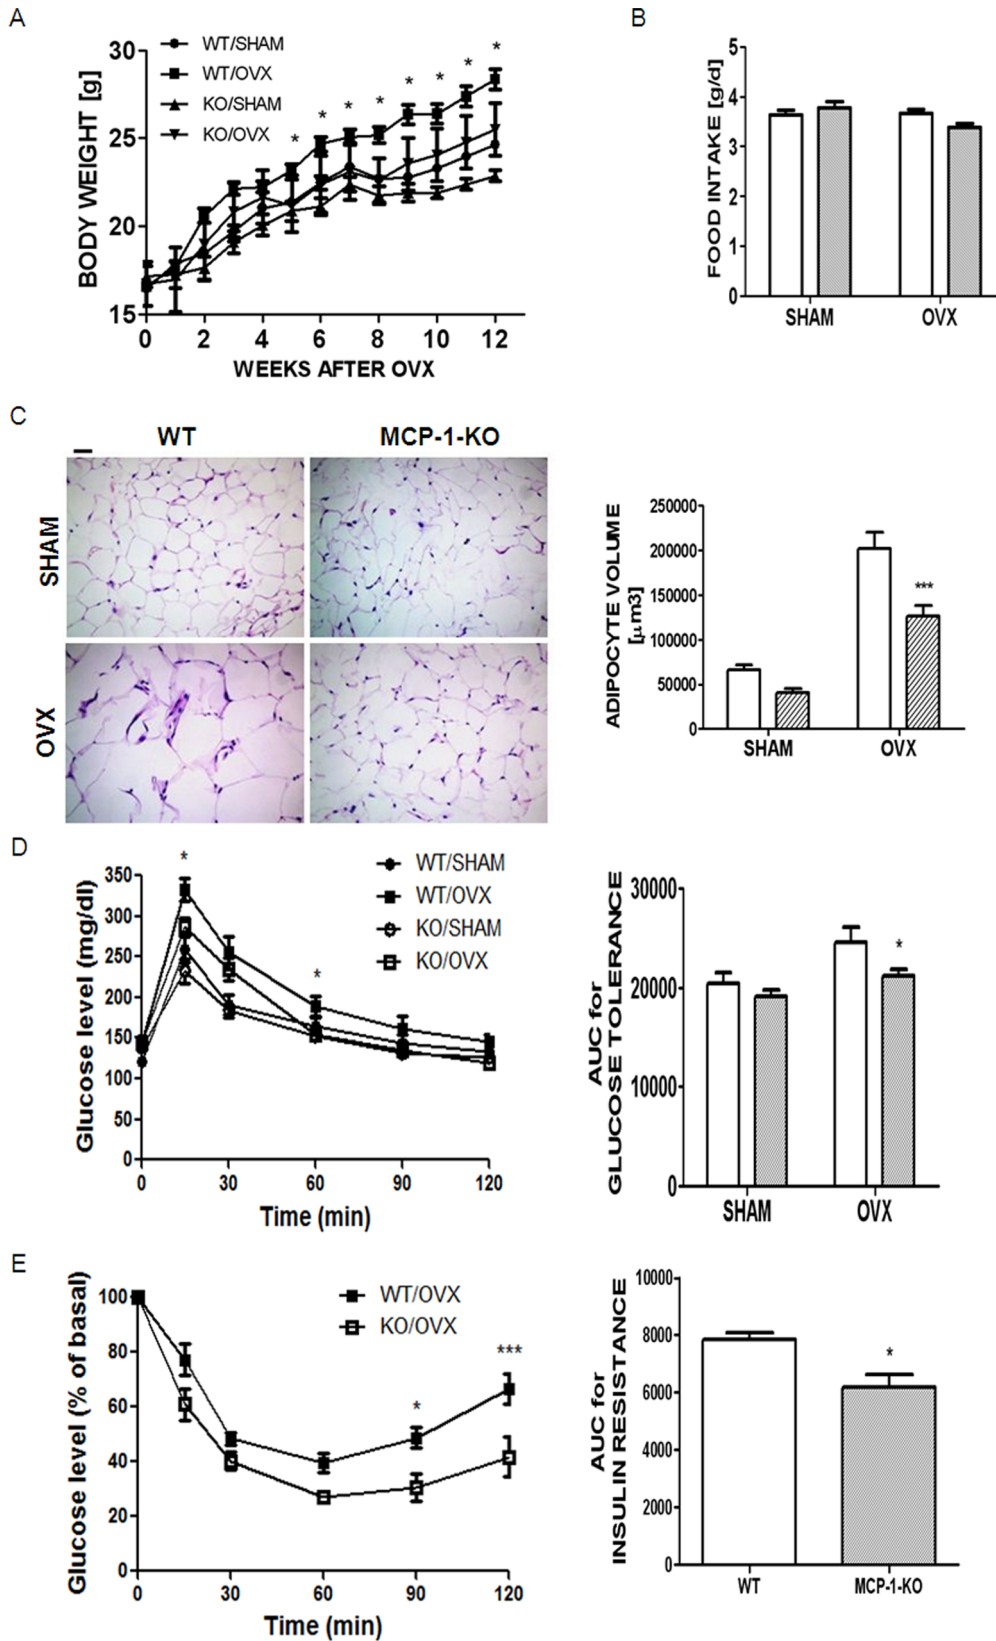 A
30
25
20
15
BODY WEIGHT [g]
WT/SHAM
WT/OVX
KO/SHAM
KO/OVX
* * * * * * * *
0 2 4 6 8 10 12
WEEKS AFTER OVX
B
5
4
3
2
1
0
FOOD INTAKE [g/d]
SHAM OVX
C
WT MCP-1-KO
SHAM
OVX
250000
200000
150000
100000
50000
0
ADIPOCYTE VOLUME
[µm3]
***
SHAM OVX
D
350
300
250
200
150
100
50
0
Glucose level (mg/dl)
*
*
WT/SHAM
WT/OVX
KO/SHAM
KO/OVX
0 30 60 90 120
Time (min)
30000
20000
10000
0
AUC for
GLUCOSE TOLERANCE
*
SHAM OVX
E
100
80
60
40
20
0
Glucose level (% of basal)
WT/OVX
KO/OVX
*
***
0 30 60 90 120
Time (min)
10000
8000
6000
4000
2000
0
AUC for
INSULIN RESISTANCE
*
WT MCP-1-KO